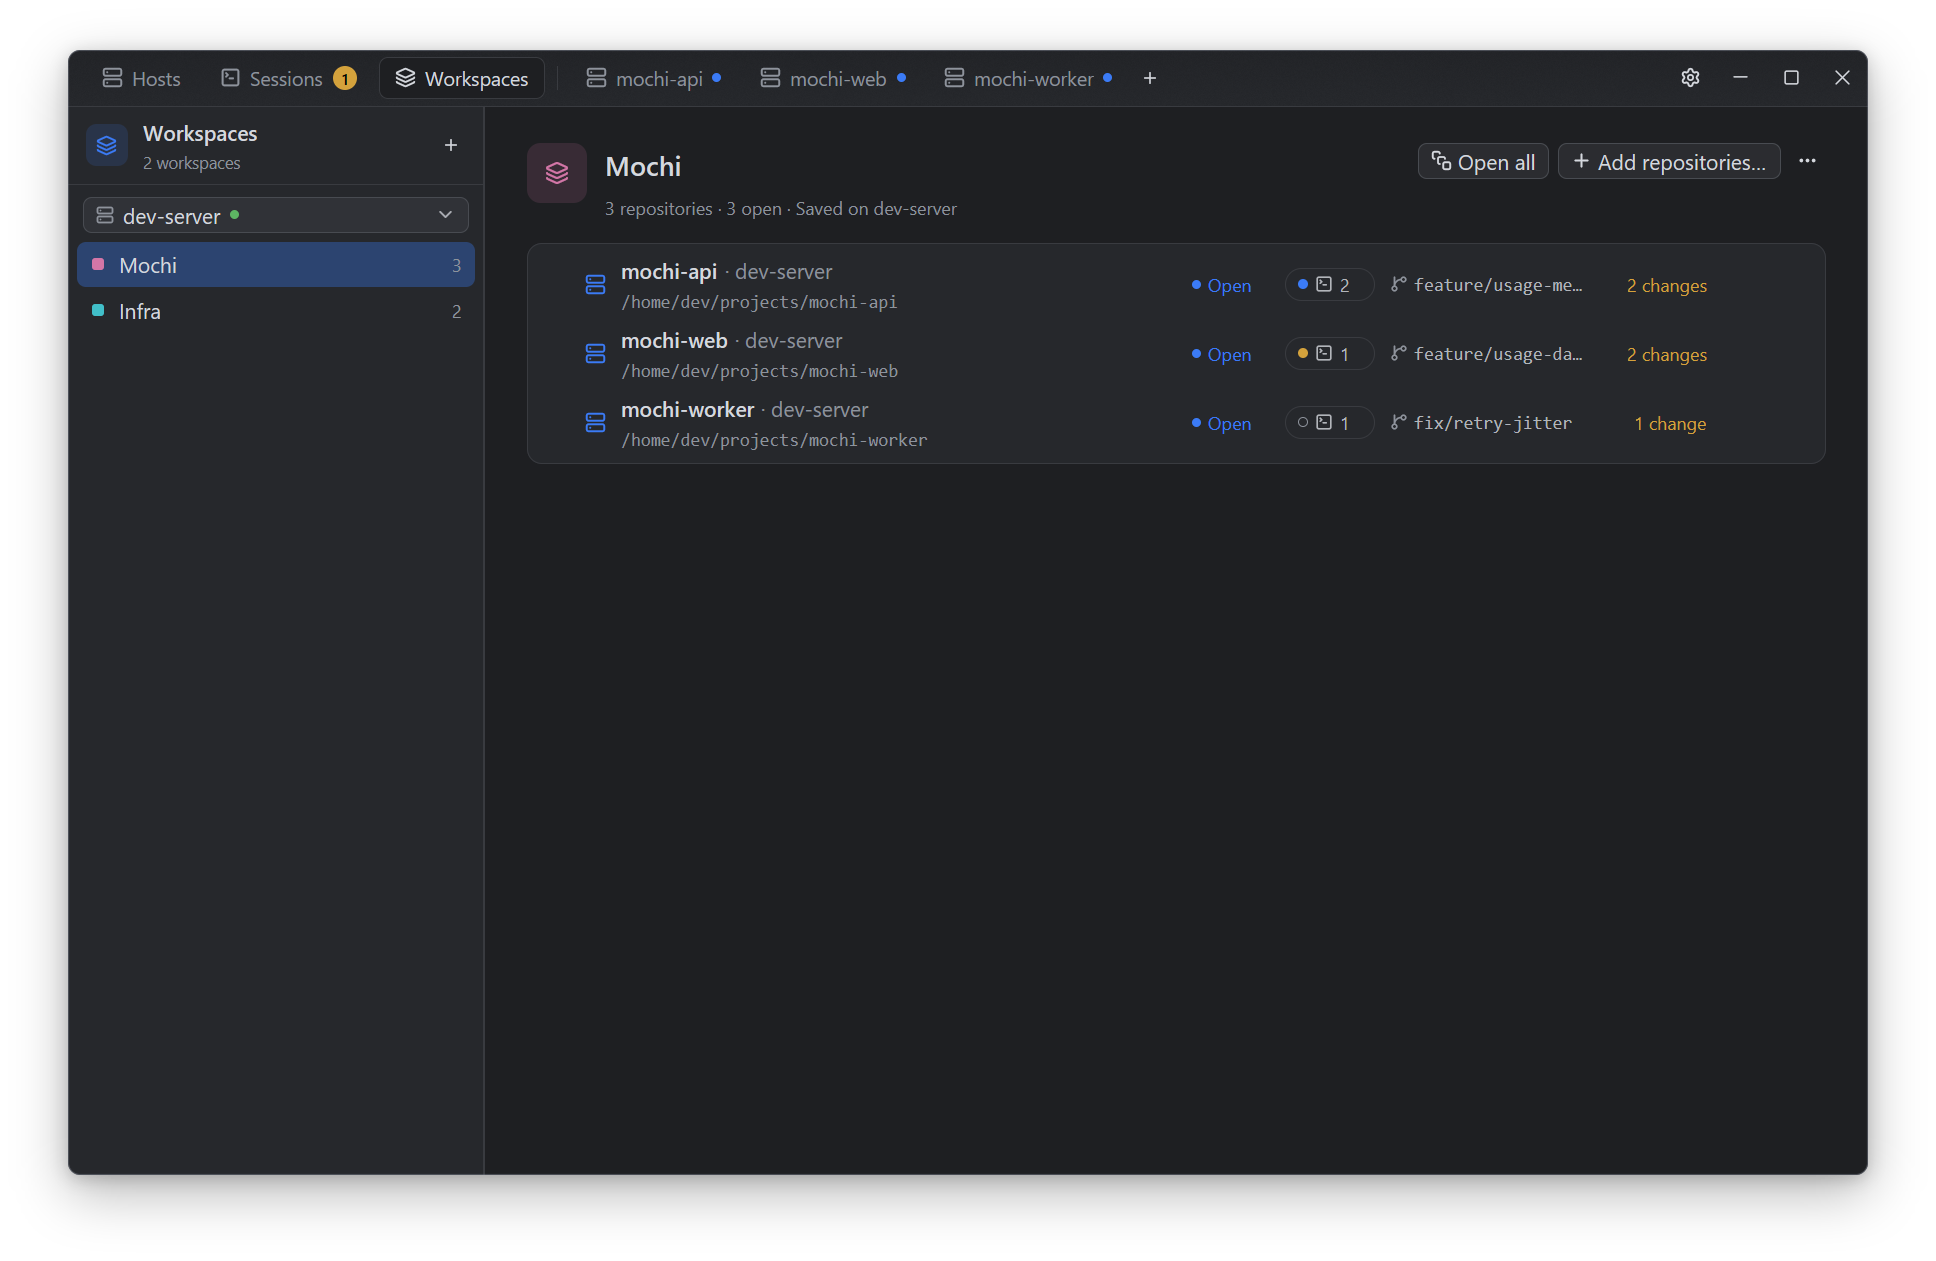 Hosts Sessions 1 Workspaces mochi-api mochi-web mochi-worker
Workspaces
2 workspaces
dev-server
Mochi 3
Infra 2
Mochi
Open all Add repositories...
3 repositories · 3 open · Saved on dev-server
mochi-api · dev-server
/home/dev/projects/mochi-api
Open 2 feature/usage-me… 2 changes
mochi-web · dev-server
/home/dev/projects/mochi-web
Open 1 feature/usage-da… 2 changes
mochi-worker · dev-server
/home/dev/projects/mochi-worker
Open 1 fix/retry-jitter 1 change